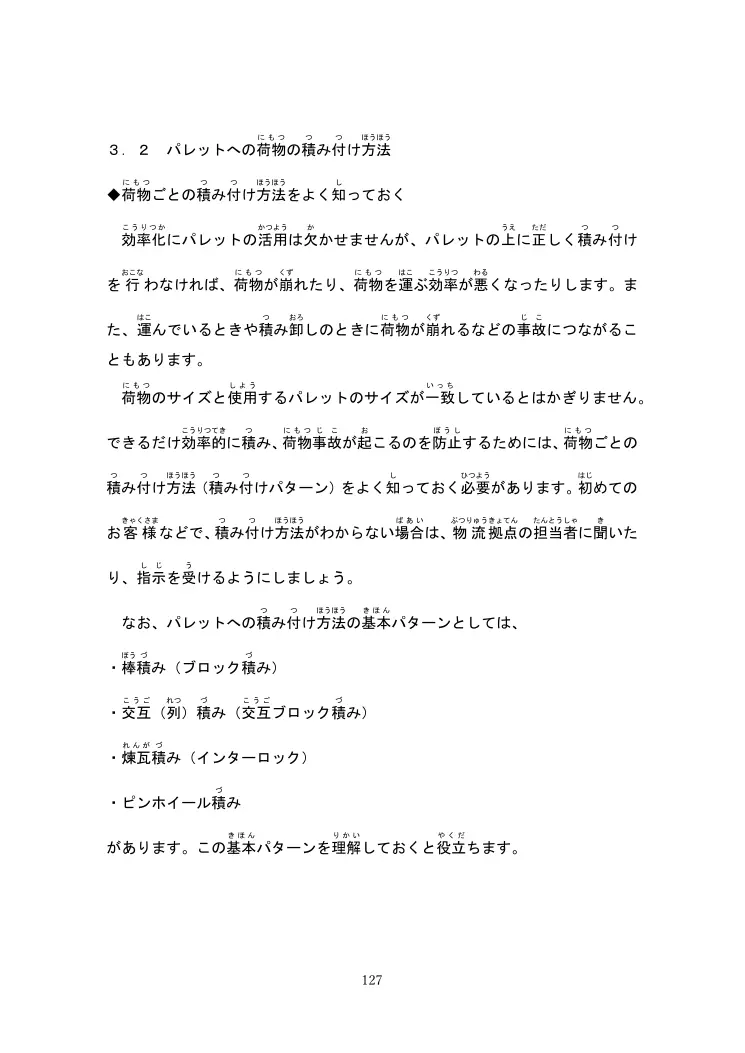 ３．２　パレットへの荷物の積み付け方法
◆荷物ごとの積み付け方法をよく知っておく
　効率化にパレットの活用は欠かせませんが、パレットの上に正しく積み付け
を行わなければ、荷物が崩れたり、荷物を運ぶ効率が悪くなったりします。ま
た、運んでいるときや積み卸しのときに荷物が崩れるなどの事故につながるこ
ともあります。
　荷物のサイズと使用するパレットのサイズが一致しているとはかぎりません。
できるだけ効率的に積み、荷物事故が起こるのを防止するためには、荷物ごとの
積み付け方法（積み付けパターン）をよく知っておく必要があります。初めての
お客様などで、積み付け方法がわからない場合は、物流拠点の担当者に聞いた
り、指示を受けるようにしましょう。
　なお、パレットへの積み付け方法の基本パターンとしては、
・棒積み（ブロック積み）
・交互（列）積み（交互ブロック積み）
・煉瓦積み（インターロック）
・ピンホイール積み
があります。この基本パターンを理解しておくと役立ちます。
127